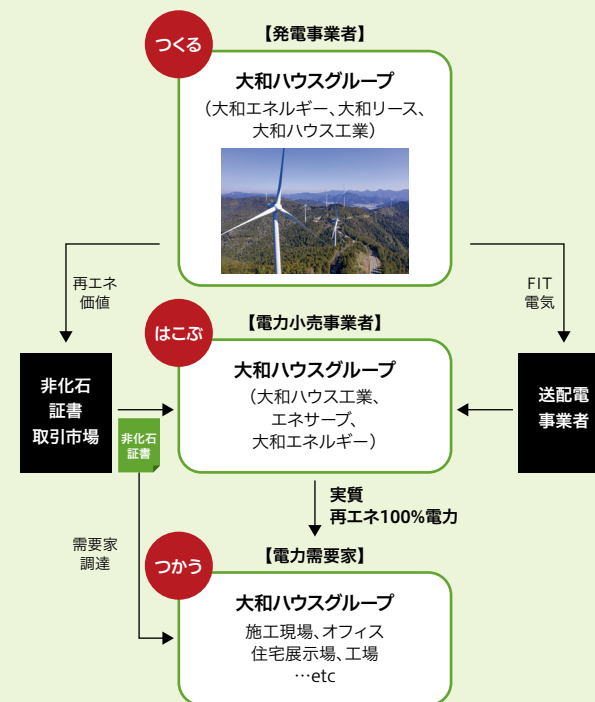 つくる
【発電事業者】
大和ハウスグループ
（大和エネルギー、大和リース、
大和ハウス工業）
再エネ
価値
FIT
電気
はこぶ
【電力小売事業者】
大和ハウスグループ
（大和ハウス工業、
エネサーブ、
大和エネルギー）
非化石
証書
取引市場
非化石
証書
送配電
事業者
実質
再エネ100%電力
需要家
調達
つかう
【電力需要家】
大和ハウスグループ
施工現場、オフィス
住宅展示場、工場
…etc